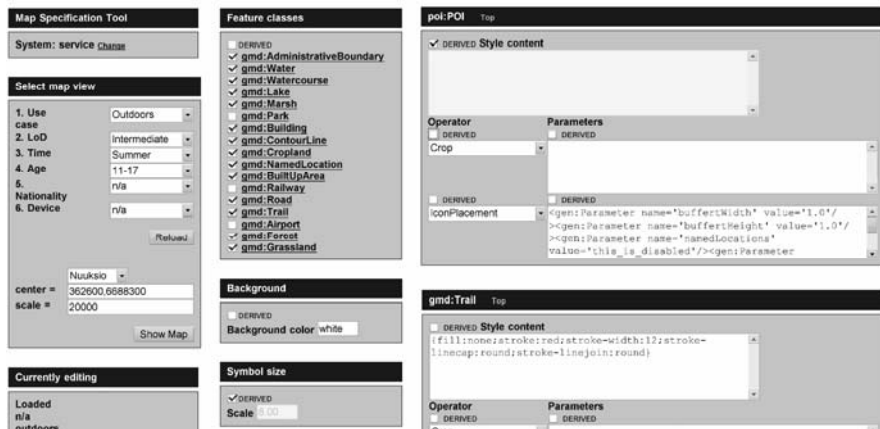 Map Specification Tool
System: service Change
Select map view
1. Use case Outdoors
2. LoD Intermediate
3. Time Summer
4. Age 11-17
5. Nationality n/a
6. Device n/a
Reload
Nuuksio
center = 362600,6688300
scale = 20000
Show Map
Currently editing
Loaded
n/a
outdoors
Feature classes
DERIVED
gmd:AdministrativeBoundary
gmd:Water
gmd:Watercourse
gmd:Lake
gmd:Marsh
gmd:Park
gmd:Building
gmd:ContourLine
gmd:Cropland
gmd:NamedLocation
gmd:BuiltUpArea
gmd:Railway
gmd:Road
gmd:Trail
gmd:Airport
gmd:Forest
gmd:Grassland
Background
DERIVED
Background color white
Symbol size
DERIVED
Scale 6.00
poi:POI Top
DERIVED Style content
Operator Parameters
DERIVED DERIVED
Crop
DERIVED DERIVED
IconPlacement <gen:Parameter name='buffertWidth' value='1.0'/
><gen:Parameter name='buffertHeight' value='1.0'/
><gen:Parameter name='namedLocations'
value='this_is_disabled'/><gen:Parameter
gmd:Trail Top
DERIVED Style content
{fill:none;stroke:red;stroke-width:12;stroke-
linecap:round;stroke-linejoin:round}
Operator Parameters
DERIVED DERIVED